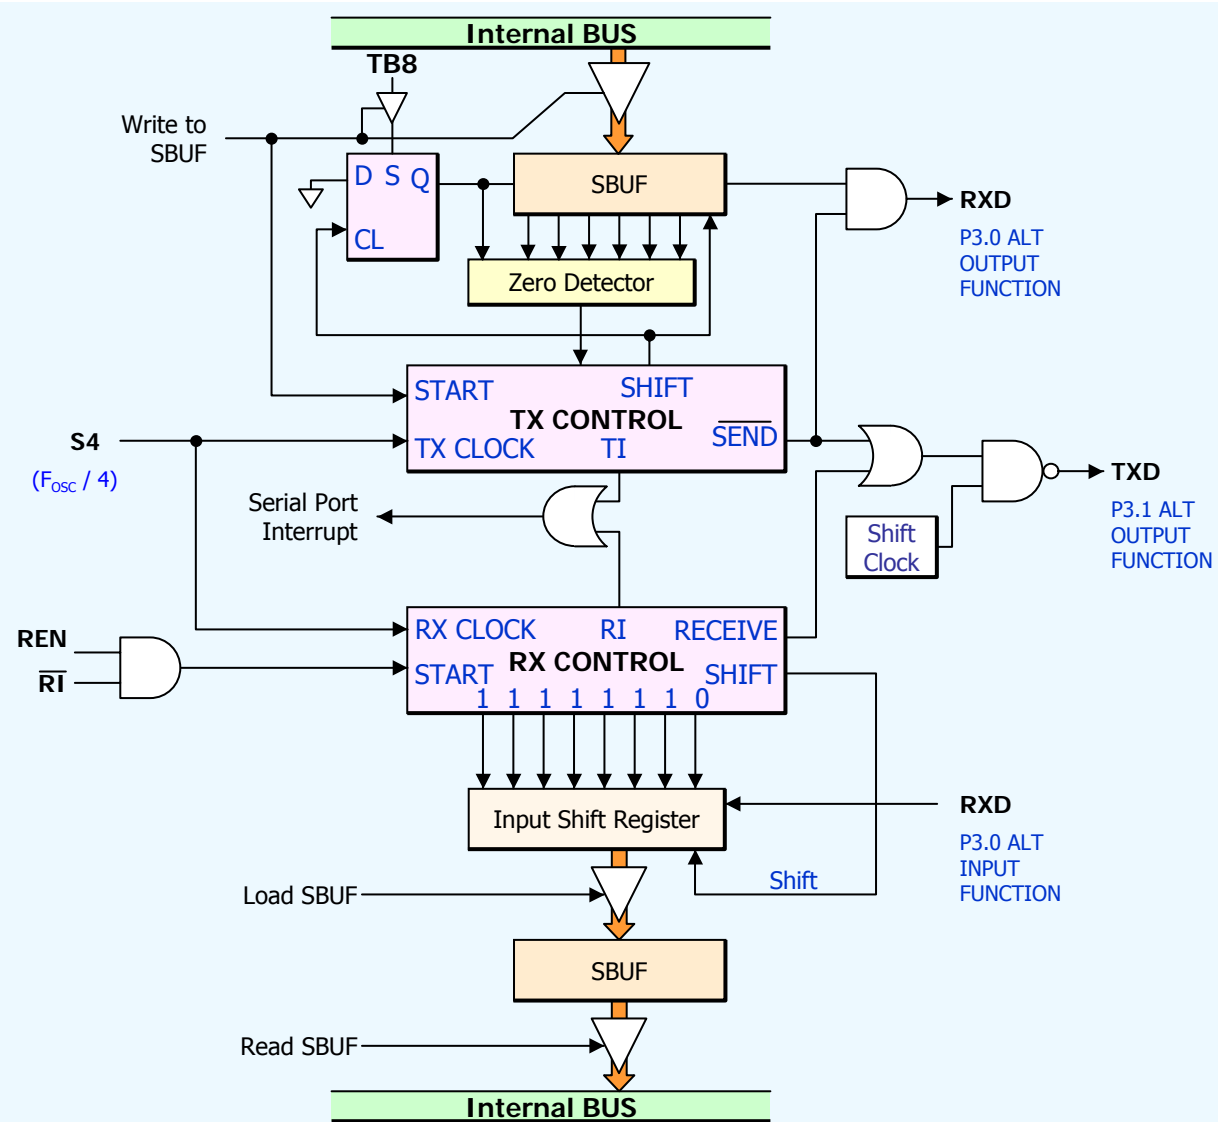 Internal BUS
TB8
Write to
SBUF
D S Q
CL
SBUF
RXD
P3.0 ALT
OUTPUT
FUNCTION
Zero Detector
START
SHIFT
TX CONTROL
TX CLOCK
TI
SEND
S4
(FOSC / 4)
Serial Port
Interrupt
TXD
P3.1 ALT
OUTPUT
FUNCTION
Shift
Clock
REN
RI
RX CLOCK
RI
RECEIVE
RX CONTROL
START
SHIFT
1 1 1 1 1 1 1 0
Input Shift Register
RXD
P3.0 ALT
INPUT
FUNCTION
Shift
Load SBUF
SBUF
Read SBUF
Internal BUS